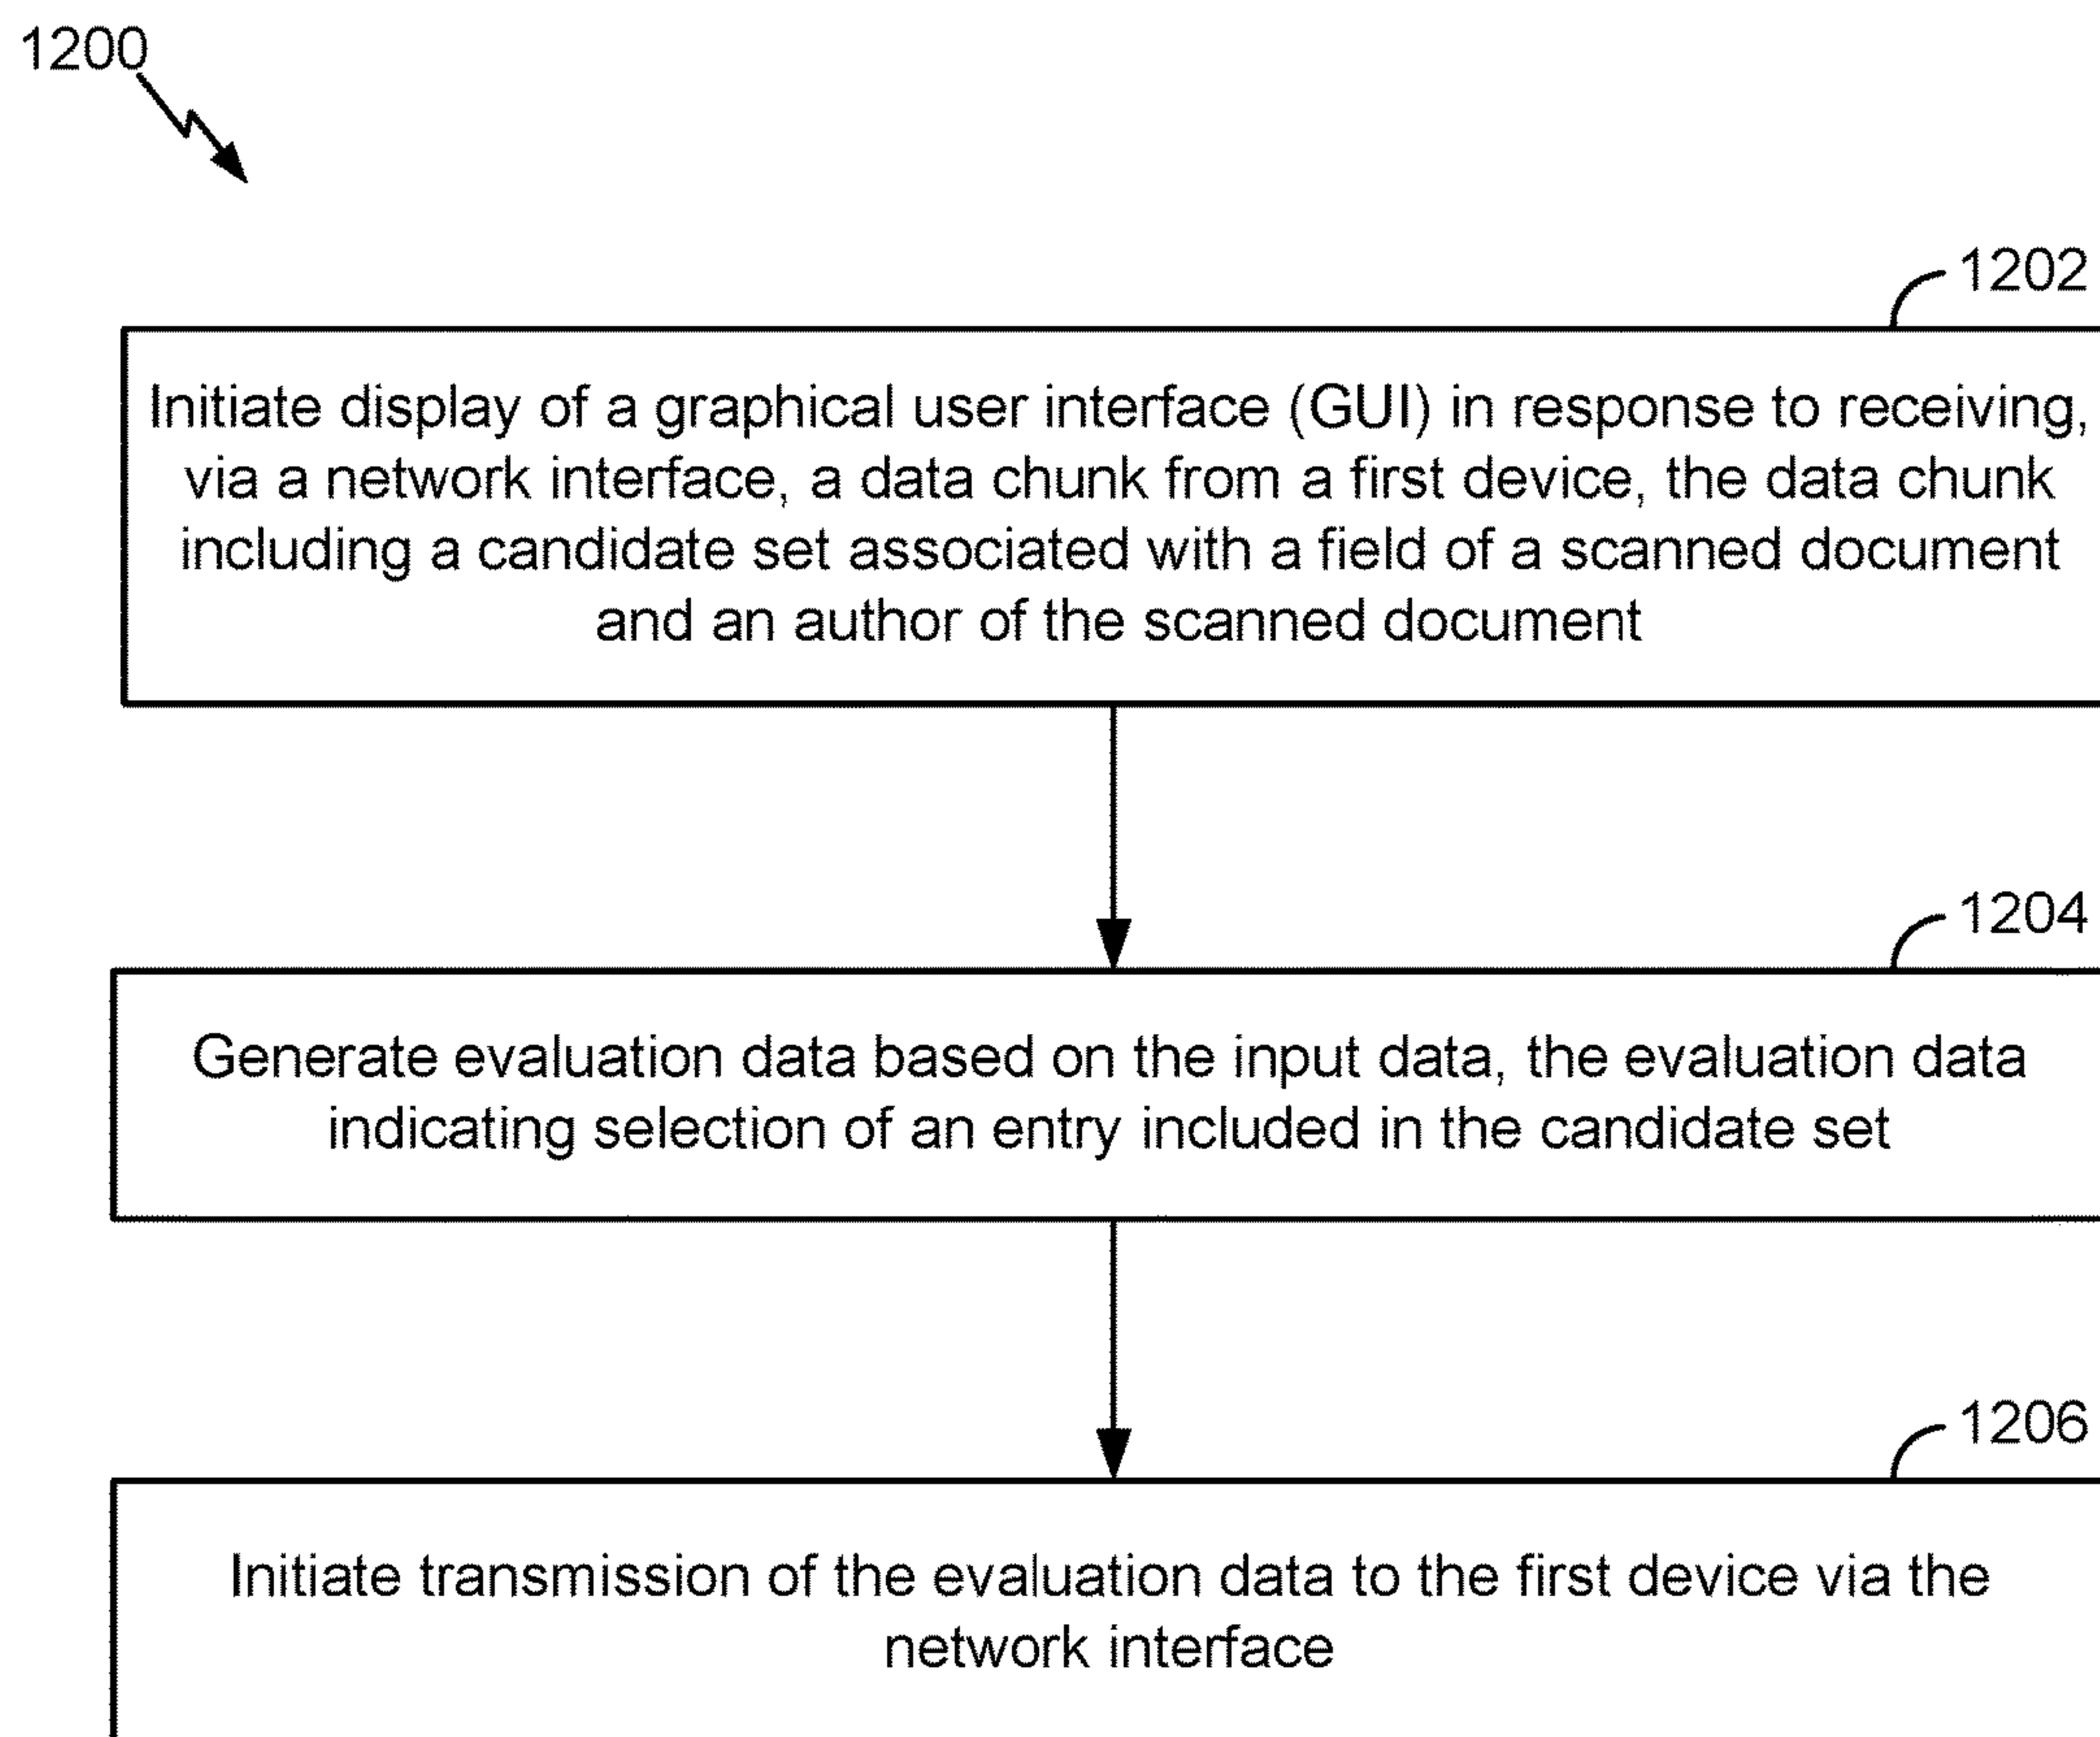 1200
1202
Initiate display of a graphical user interface (GUI) in response to receiving,
via a network interface, a data chunk from a first device, the data chunk
including a candidate set associated with a field of a scanned document
and an author of the scanned document
1204
Generate evaluation data based on the input data, the evaluation data
indicating selection of an entry included in the candidate set
1206
Initiate transmission of the evaluation data to the first device via the
network interface